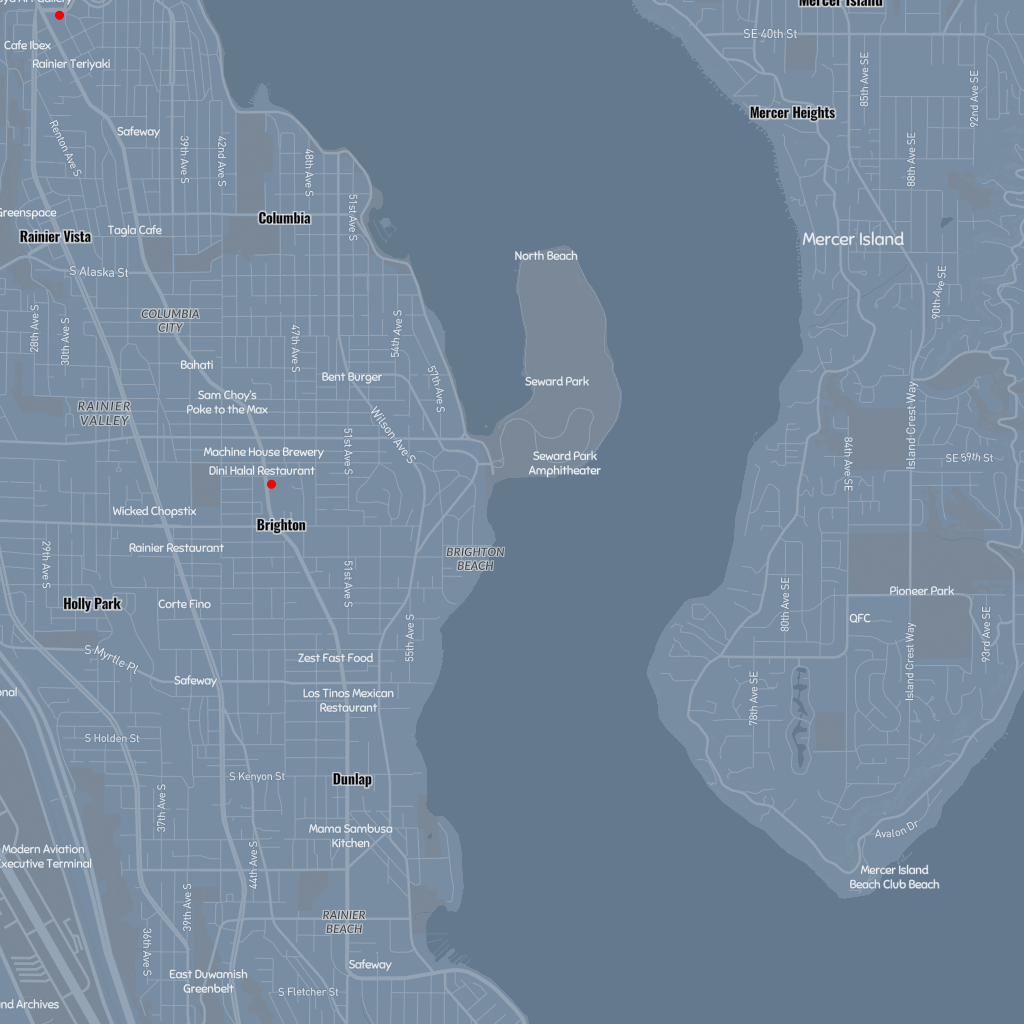 Mercer Island
SE 40th St
Cafe Ibex
Rainier Teriyaki
85th Ave SE
92nd Ave SE
Mercer Heights
Safeway
Renton Ave S
39th Ave S
42nd Ave S
48th Ave S
88th Ave SE
51st Ave S
Greenspace
Columbia
Tagla Cafe
Rainier Vista
Mercer Island
North Beach
S Alaska St
90th Ave SE
COLUMBIA
CITY
28th Ave S
30th Ave S
47th Ave S
54th Ave S
Bahati
Bent Burger
57th Ave S
Seward Park
Sam Choy's
Poke to the Max
RAINIER
VALLEY
Wilson Ave S
Island Crest Way
Machine House Brewery
51st Ave S
Seward Park
Amphitheater
84th Ave SE
SE 59th St
Dini Halal Restaurant
Wicked Chopstix
Brighton
Rainier Restaurant
BRIGHTON
BEACH
29th Ave S
51st Ave S
Pioneer Park
Holly Park
Corte Fino
80th Ave SE
QFC
93rd Ave SE
55th Ave S
S Myrtle Pl
Zest Fast Food
Island Crest Way
Safeway
Los Tinos Mexican
Restaurant
78th Ave SE
S Holden St
S Kenyon St
Dunlap
37th Ave S
Mama Sambusa
Kitchen
Avalon Dr
Modern Aviation
Executive Terminal
44th Ave S
Mercer Island
Beach Club Beach
39th Ave S
RAINIER
BEACH
36th Ave S
Safeway
East Duwamish
Greenbelt
S Fletcher St
nd Archives